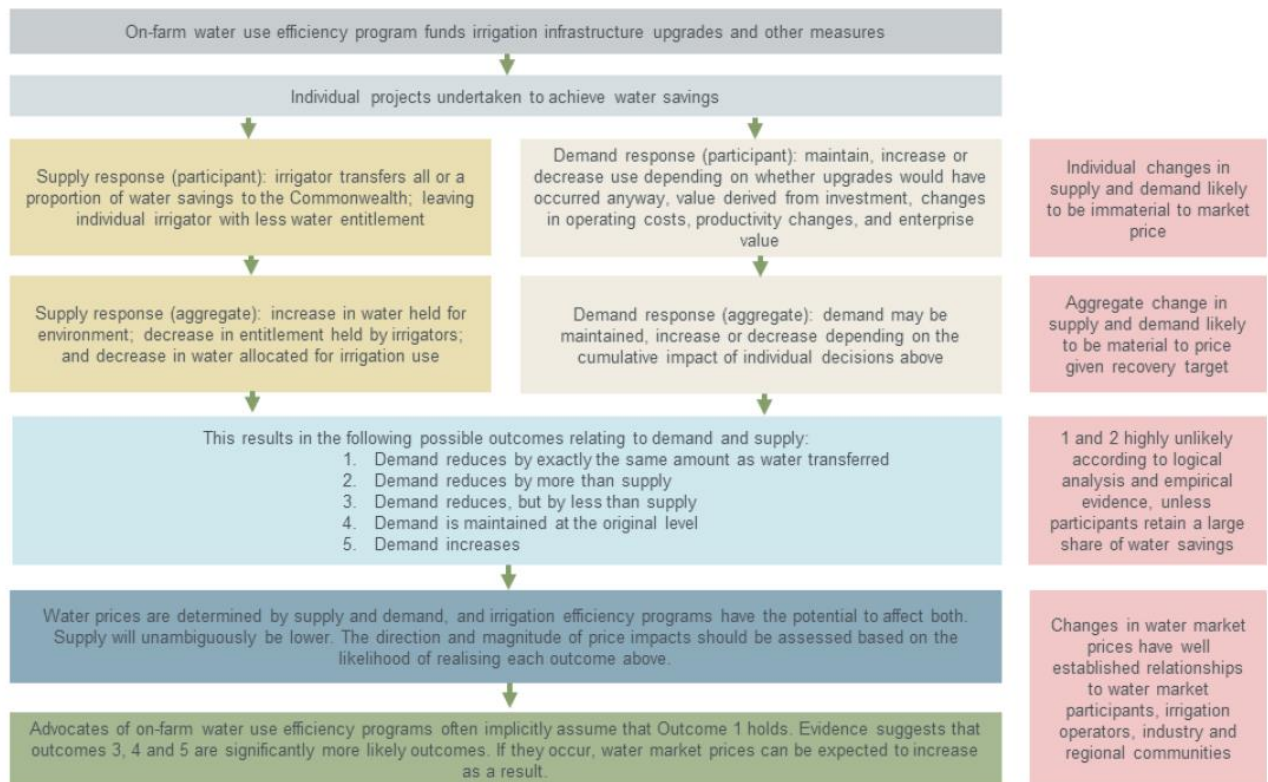 On-farm water use efficiency program funds irrigation infrastructure upgrades and other measures
Individual projects undertaken to achieve water savings
Supply response (participant): irrigator transfers all or a
proportion of water savings to the Commonwealth; leaving
individual irrigator with less water entitlement
Demand response (participant): maintain, increase or
decrease use depending on whether upgrades would have
occurred anyway, value derived from investment, changes
in operating costs, productivity changes, and enterprise
value
Individual changes in
supply and demand likely
to be immaterial to market
price
Supply response (aggregate): increase in water held for
environment; decrease in entitlement held by irrigators;
and decrease in water allocated for irrigation use
Demand response (aggregate): demand may be
maintained, increase or decrease depending on the
cumulative impact of individual decisions above
Aggregate change in
supply and demand likely
to be material to price
given recovery target
This results in the following possible outcomes relating to demand and supply:
1. Demand reduces by exactly the same amount as water transferred
2. Demand reduces by more than supply
3. Demand reduces, but by less than supply
4. Demand is maintained at the original level
5. Demand increases
1 and 2 highly unlikely
according to logical
analysis and empirical
evidence, unless
participants retain a large
share of water savings
Water prices are determined by supply and demand, and irrigation efficiency programs have the potential to affect both.
Supply will unambiguously be lower. The direction and magnitude of price impacts should be assessed based on the
likelihood of realising each outcome above.
Advocates of on-farm water use efficiency programs often implicitly assume that Outcome 1 holds. Evidence suggests that
outcomes 3, 4 and 5 are significantly more likely outcomes. If they occur, water market prices can be expected to increase
as a result.
Changes in water market
prices have well
established relationships
to water market
participants, irrigation
operators, industry and
regional communities